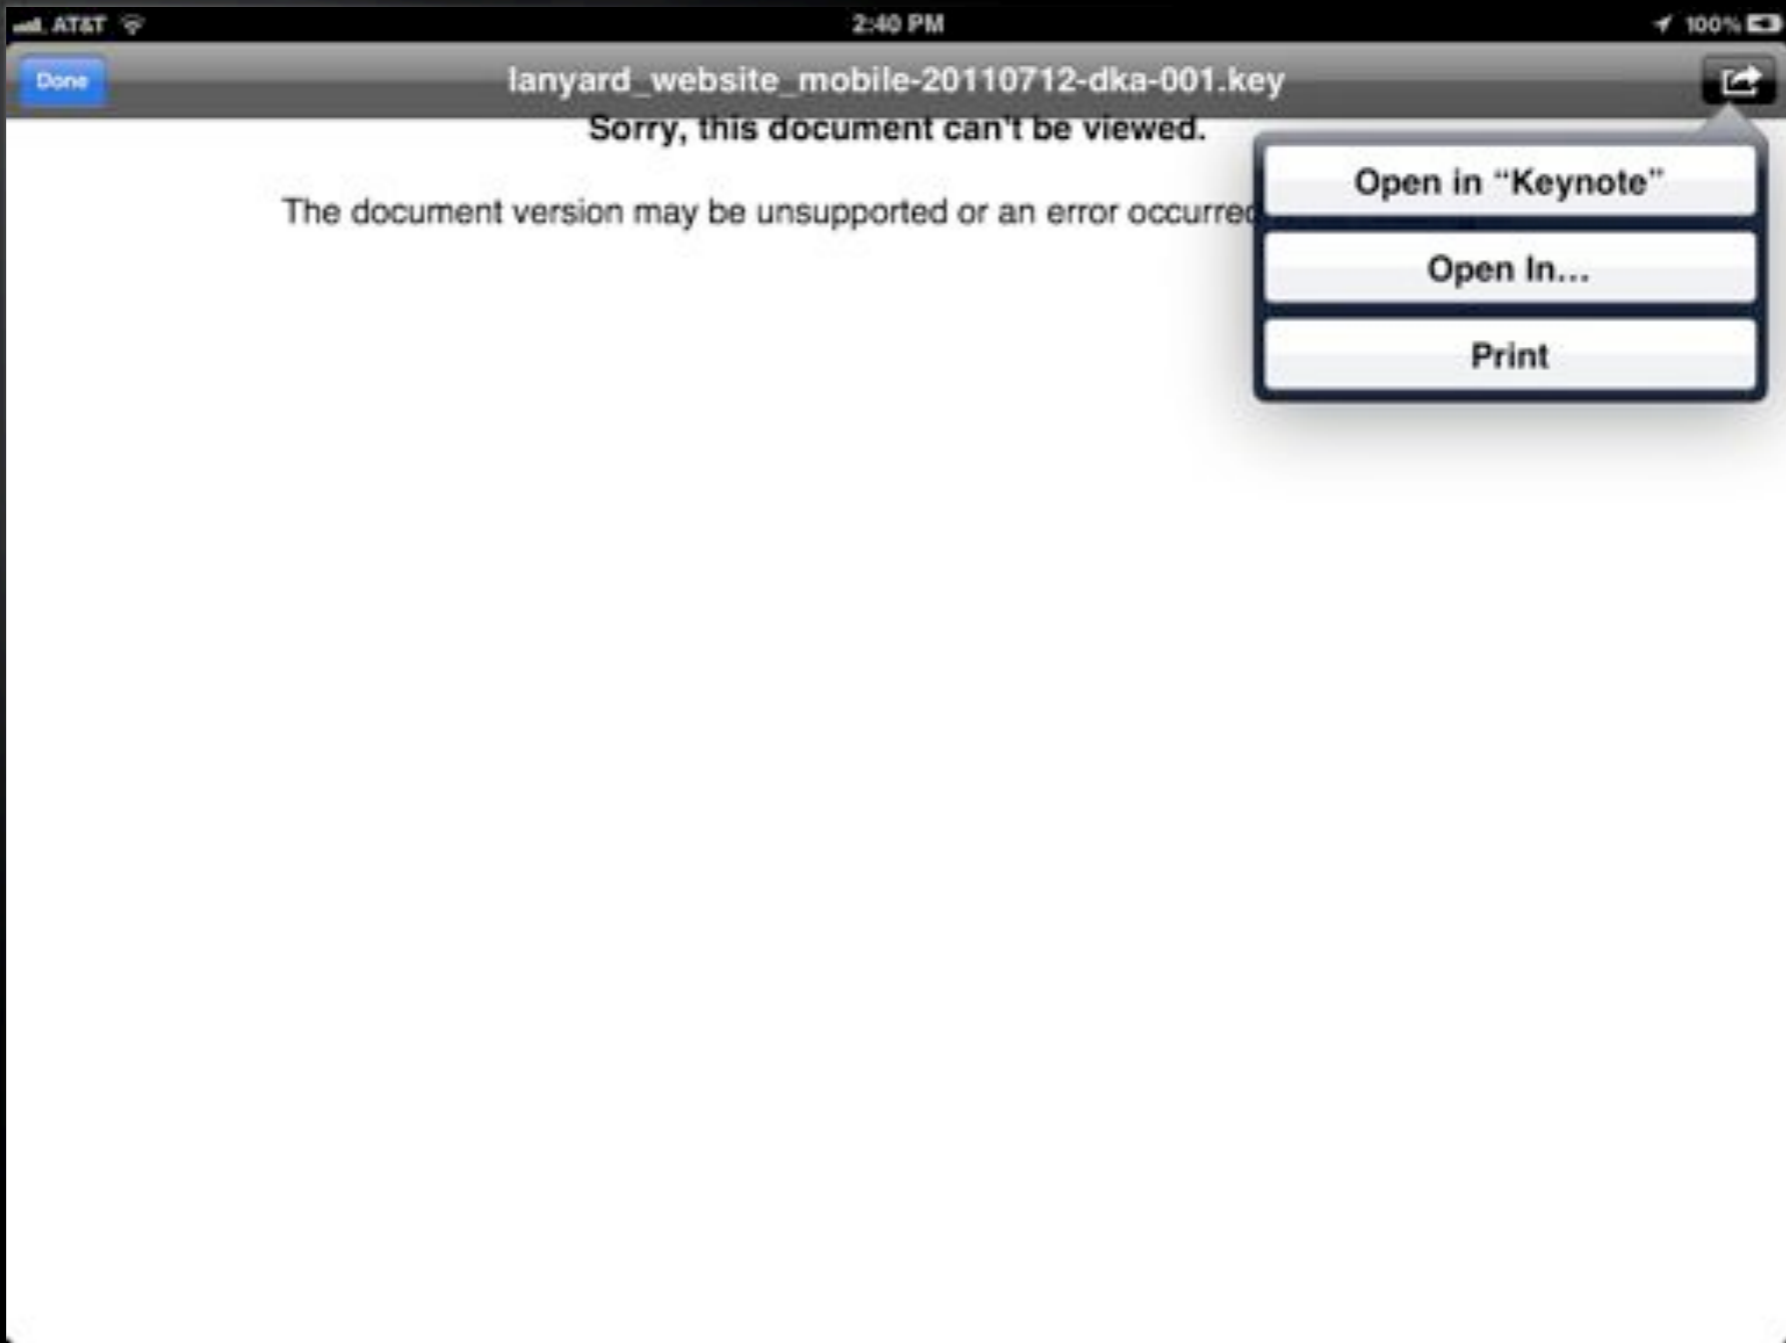 AT&T
2:40 PM
100%
Done
lanyard_website_mobile-20110712-dka-001.key
Sorry, this document can't be viewed.
The document version may be unsupported or an error occurred
Open in “Keynote”
Open In...
Print